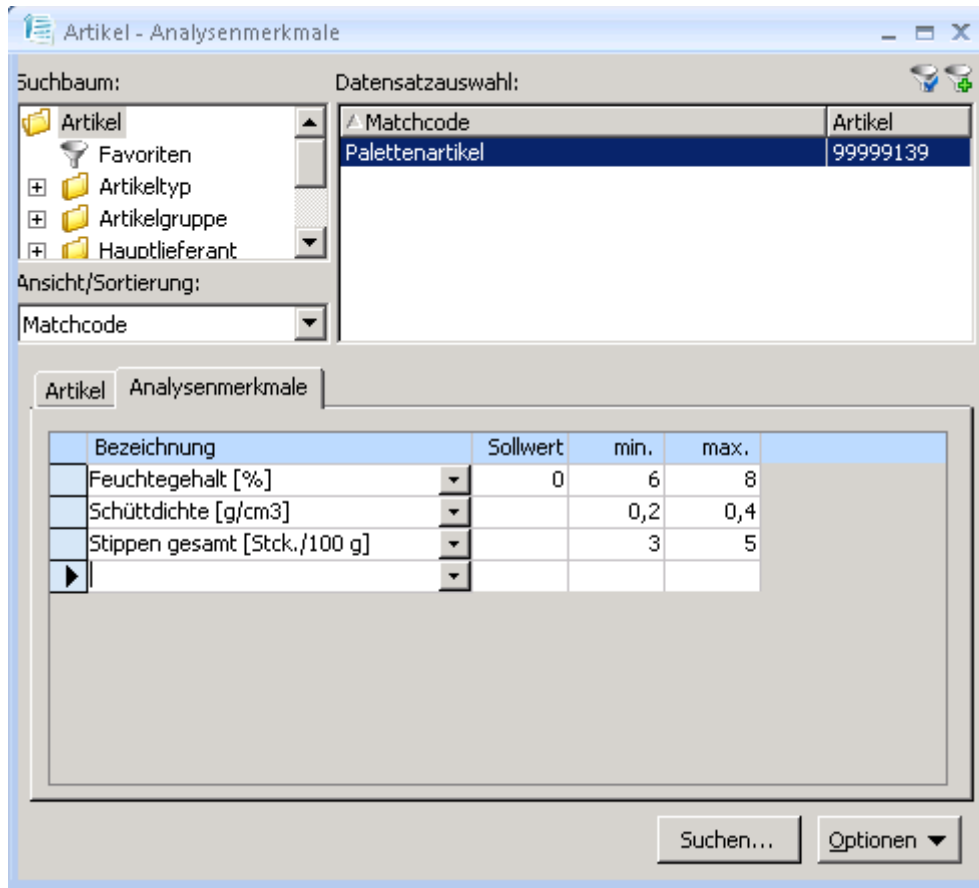 Artikel - Analysenmerkmale
Suchbaum:
Datensatzauswahl:
Artikel
Favoriten
Artikeltyp
Artikelgruppe
Hauptlieferant
Ansicht/Sortierung:
Matchcode
Matchcode Artikel
Palettenartikel 99999139
Artikel Analysenmerkmale
Bezeichnung Sollwert min. max.
Feuchtegehalt [%] 0 6 8
Schüttdichte [g/cm3] 0,2 0,4
Stippen gesamt [Stck./100 g] 3 5
Suchen... Optionen